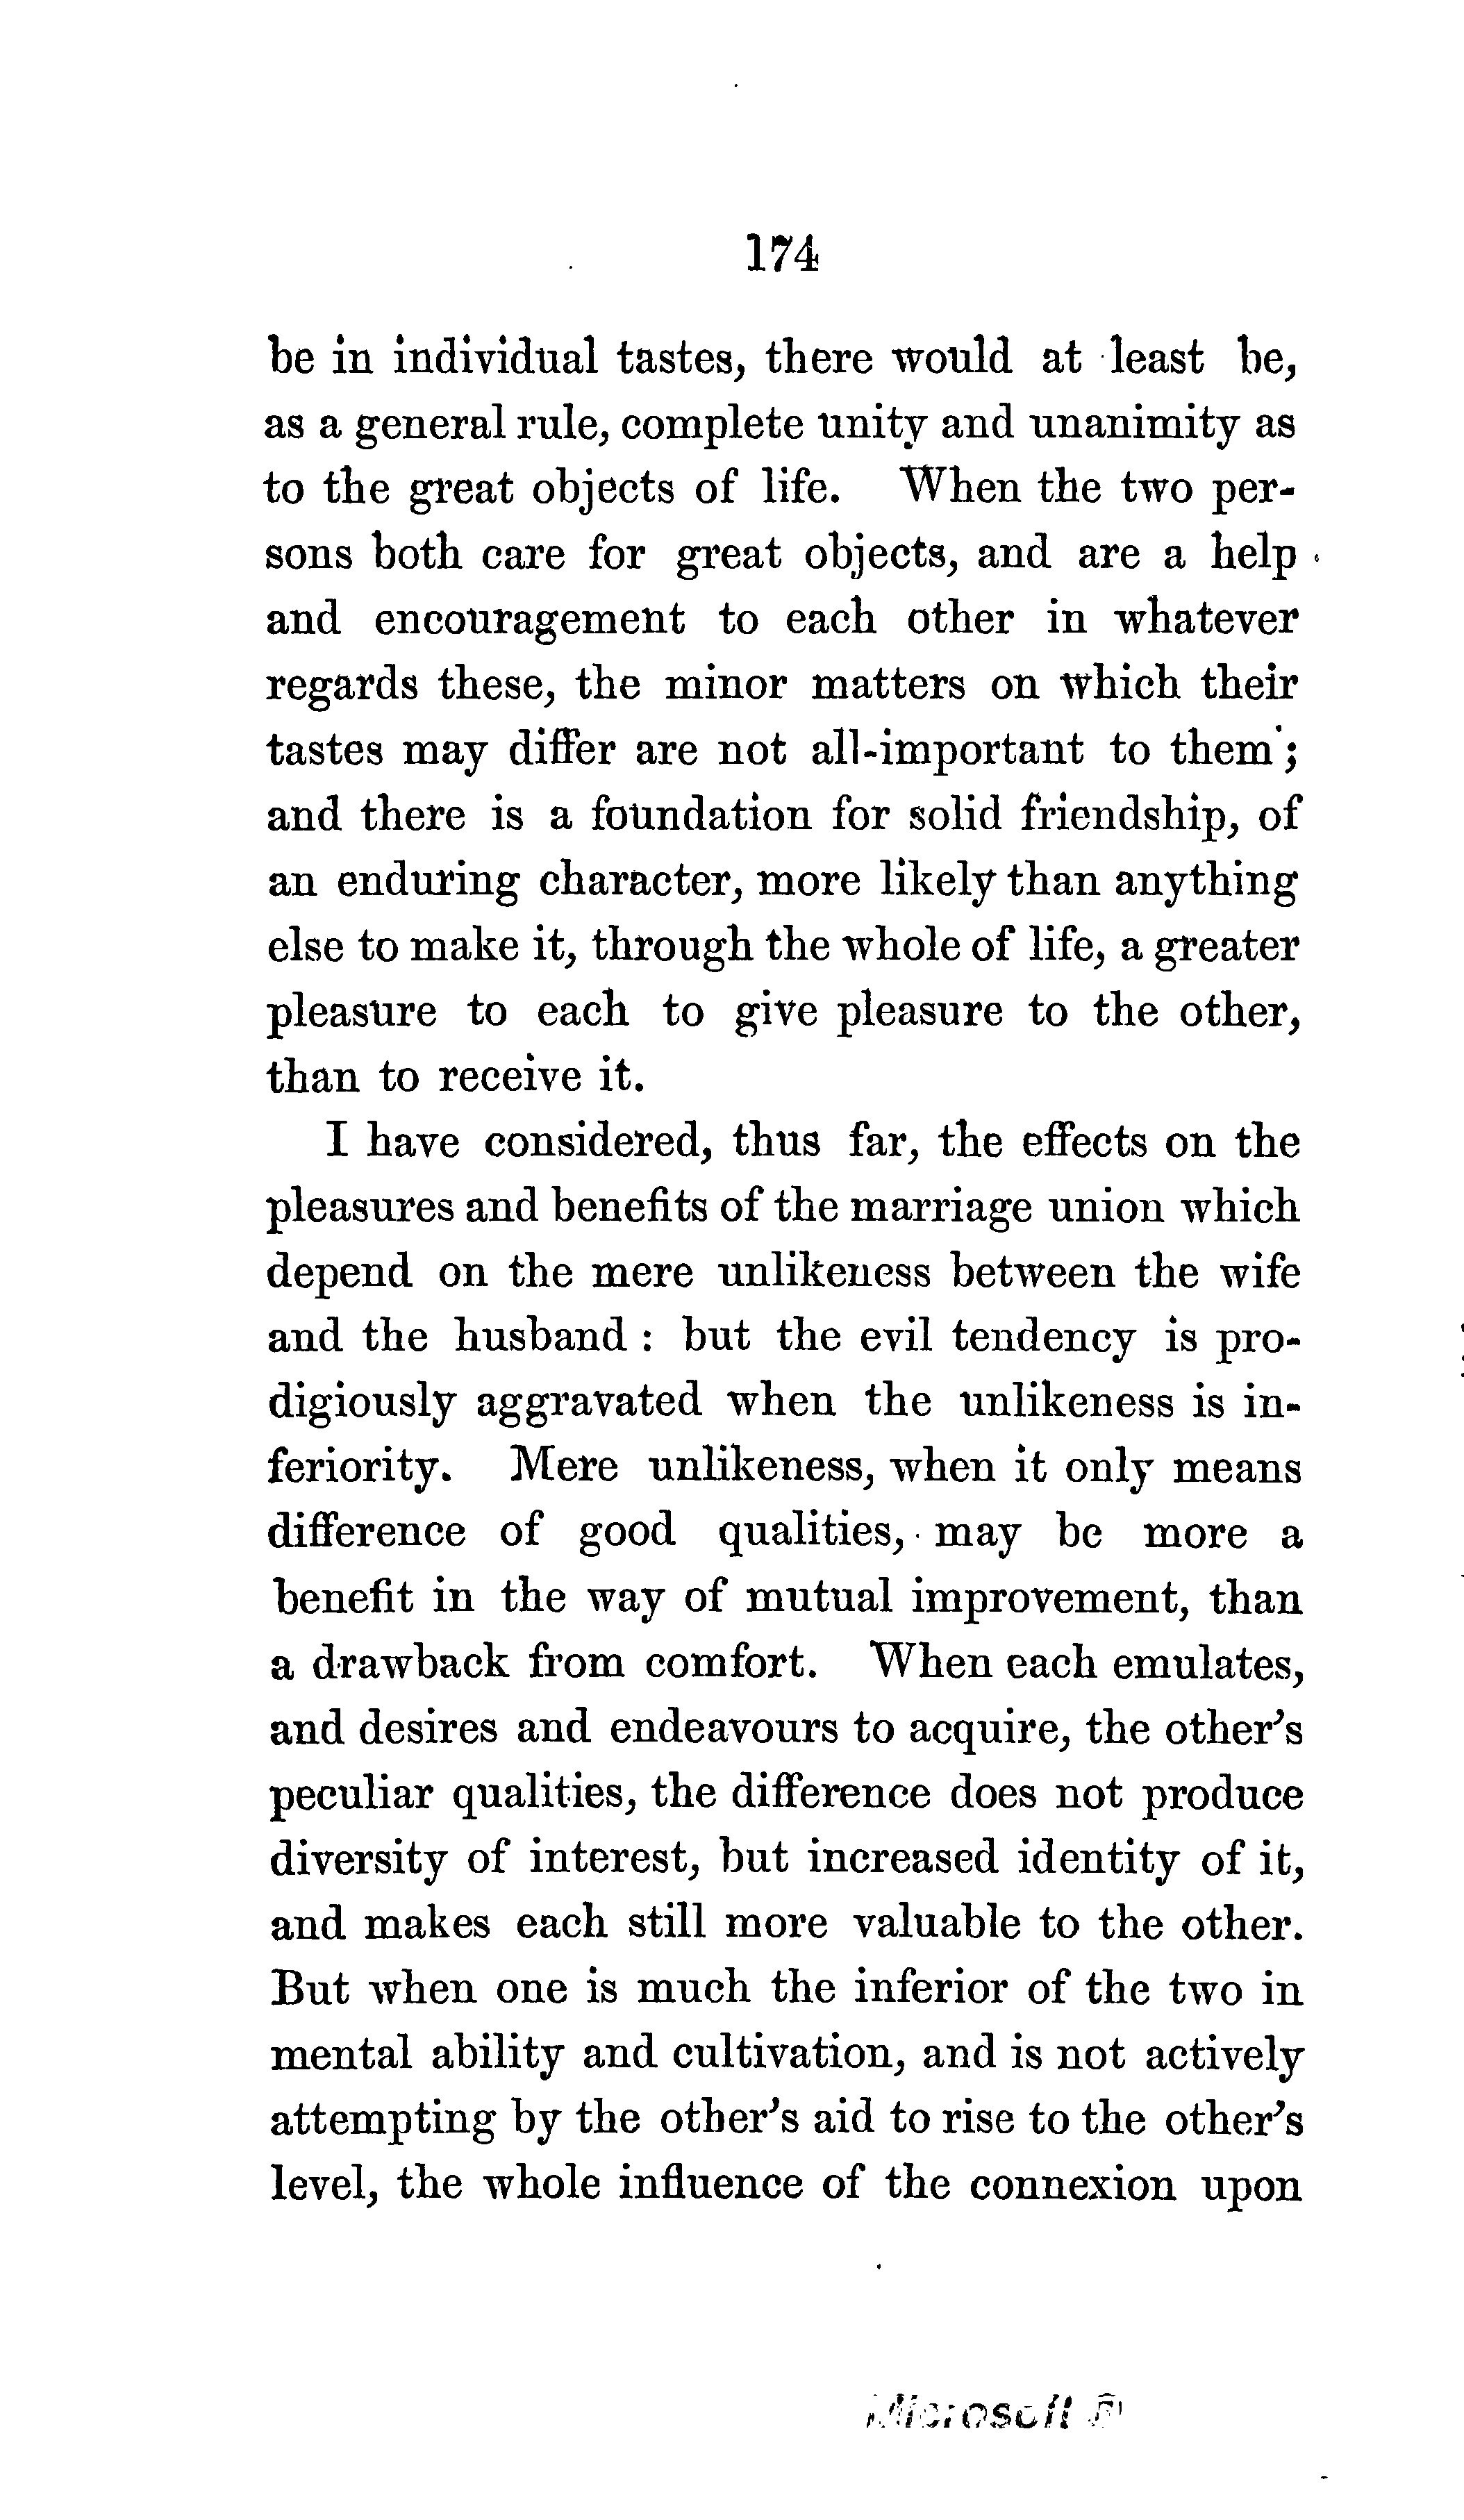 174
be in individual tastes, there would at least be,
as a general rule, complete unity and unanimity as
to the great objects of life. When the two per-
sons both care for great objects, and are a help
and encouragement to each other in whatever
regards these, the minor matters on which their
tastes may differ are not all-important to them;
and there is a foundation for solid friendship, of
an enduring character, more likely than anything
else to make it, through the whole of life, a greater
pleasure to each to give pleasure to the other,
than to receive it.
I have considered, thus far, the effects on the
pleasures and benefits of the marriage union which
depend on the mere unlikeness between the wife
and the husband : but the evil tendency is pro-
digiously aggravated when the unlikeness is in-
feriority. Mere unlikeness, when it only means
difference of good qualities, may be more a
benefit in the way of mutual improvement, than
a drawback from comfort. When each emulates,
and desires and endeavours to acquire, the other's
peculiar qualities, the difference does not produce
diversity of interest, but increased identity of it,
and makes each still more valuable to the other.
But when one is much the inferior of the two in
mental ability and cultivation, and is not actively
attempting by the other's aid to rise to the other's
level, the whole influence of the connexion upon
Microsoft